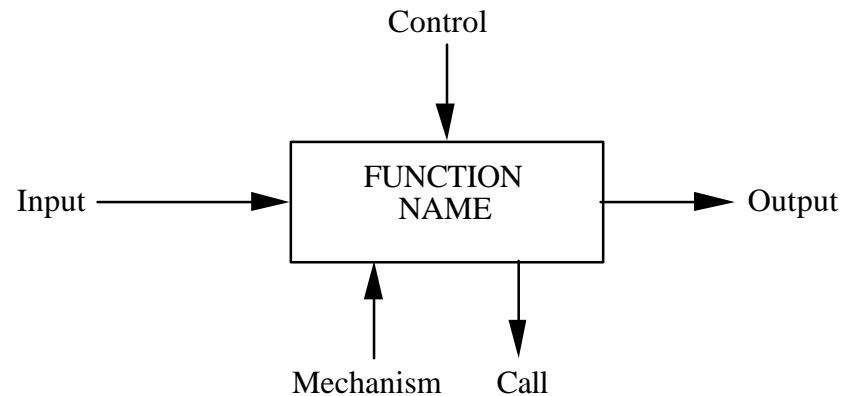 Control
FUNCTION
NAME
Input
Output
Mechanism
Call